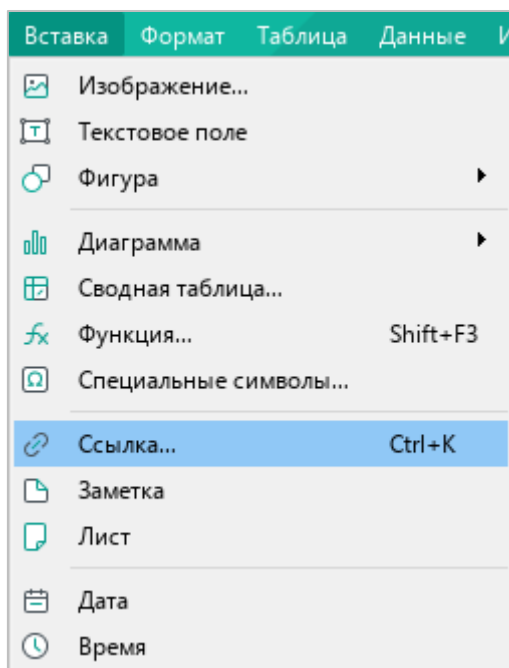 Вставка Формат Таблица Данные И
Изображение...
Текстовое поле
Фигура
Диаграмма
Сводная таблица...
Функция... Shift+F3
Специальные символы...
Ссылка... Ctrl+K
Заметка
Лист
Дата
Время